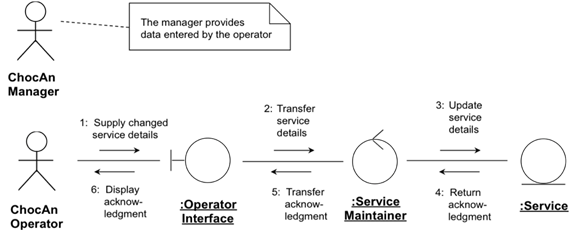 The manager provides
data entered by the operator
ChocAn
Manager
1: Supply changed
service details
2: Transfer
service
details
3: Update
service
details
6: Display
acknow-
ledgment
5: Transfer
acknow-
ledgment
4: Return
acknow-
ledgment
ChocAn
Operator
:Operator
Interface
:Service
Maintainer
:Service